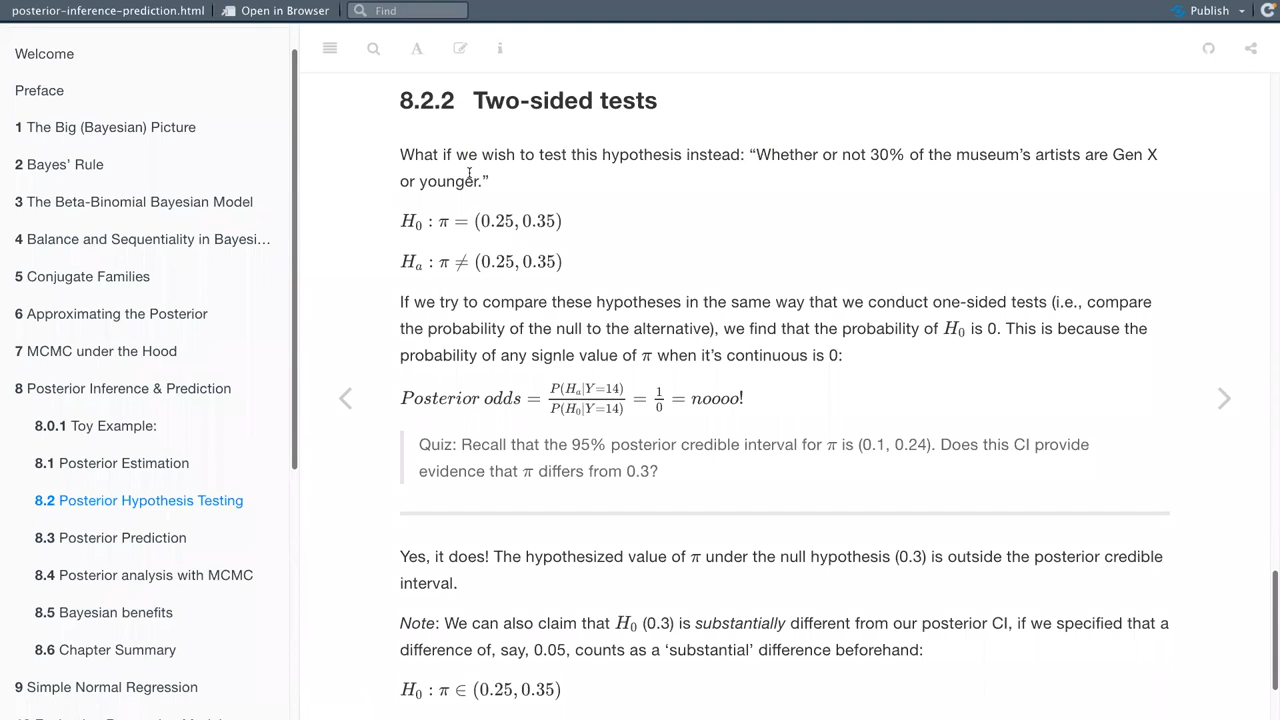 posterior-inference-prediction.html Open in Browser Find Publish
Welcome
Preface
1 The Big (Bayesian) Picture
2 Bayes' Rule
3 The Beta-Binomial Bayesian Model
4 Balance and Sequentiality in Bayesi…
5 Conjugate Families
6 Approximating the Posterior
7 MCMC under the Hood
8 Posterior Inference & Prediction
8.0.1 Toy Example:
8.1 Posterior Estimation
8.2 Posterior Hypothesis Testing
8.3 Posterior Prediction
8.4 Posterior analysis with MCMC
8.5 Bayesian benefits
8.6 Chapter Summary
9 Simple Normal Regression
8.2.2 Two-sided tests
What if we wish to test this hypothesis instead: “Whether or not 30% of the museum’s artists are Gen X
or younger.”
H₀ : π = (0.25, 0.35)
Hₐ : π ≠ (0.25, 0.35)
If we try to compare these hypotheses in the same way that we conduct one-sided tests (i.e., compare
the probability of the null to the alternative), we find that the probability of H₀ is 0. This is because the
probability of any signle value of π when it’s continuous is 0:
Posterior odds = P(Hₐ|Y=14) / P(H₀|Y=14) = 1/0 = noooo!
Quiz: Recall that the 95% posterior credible interval for π is (0.1, 0.24). Does this CI provide
evidence that π differs from 0.3?
Yes, it does! The hypothesized value of π under the null hypothesis (0.3) is outside the posterior credible
interval.
Note: We can also claim that H₀ (0.3) is substantially different from our posterior CI, if we specified that a
difference of, say, 0.05, counts as a ‘substantial’ difference beforehand:
H₀ : π ∈ (0.25, 0.35)